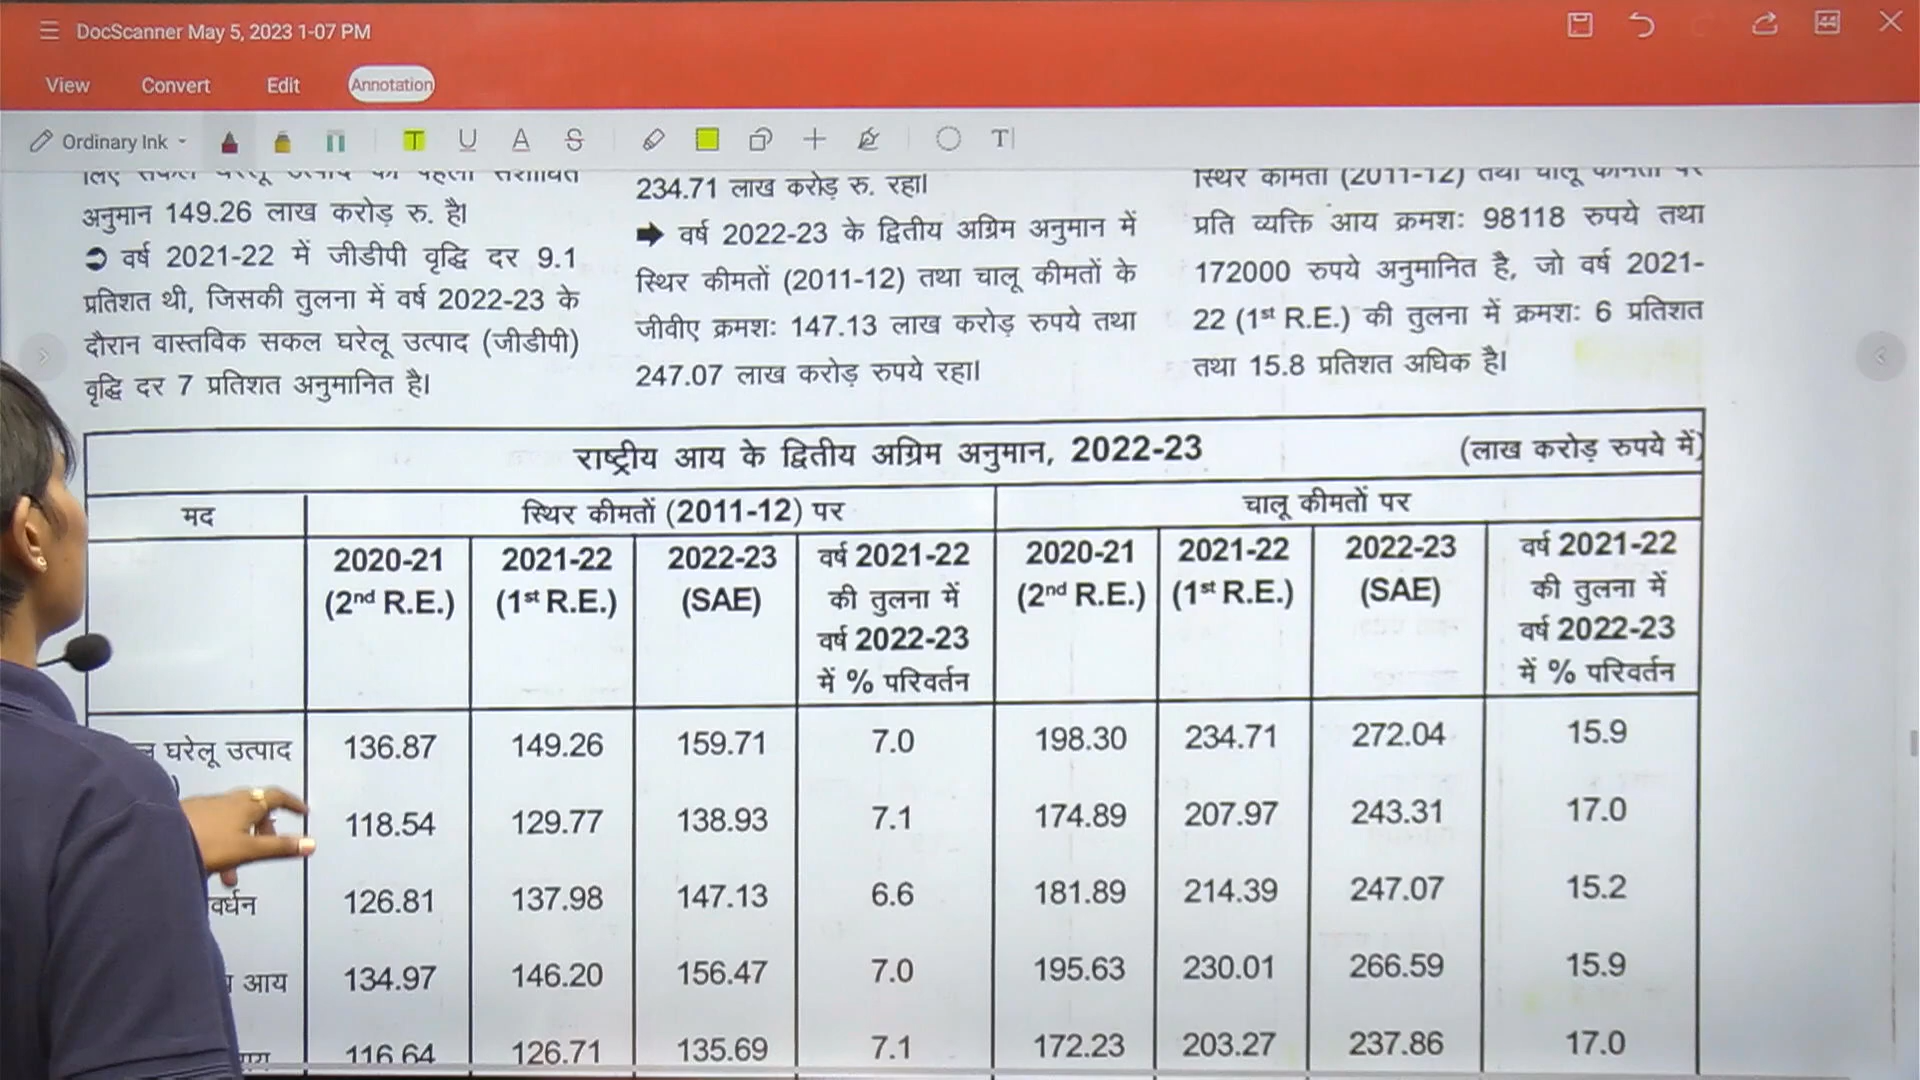 DocScanner May 5, 2023 1-07 PM
View Convert Edit Annotation
Ordinary Ink
अनुमान 149.26 लाख करोड़ रु. है।
➲ वर्ष 2021-22 में जीडीपी वृद्धि दर 9.1
प्रतिशत थी, जिसकी तुलना में वर्ष 2022-23 के
दौरान वास्तविक सकल घरेलू उत्पाद (जीडीपी)
वृद्धि दर 7 प्रतिशत अनुमानित है।
234.71 लाख करोड़ रु. रहा।
➡ वर्ष 2022-23 के द्वितीय अग्रिम अनुमान में
स्थिर कीमतों (2011-12) तथा चालू कीमतों के
जीवीए क्रमशः 147.13 लाख करोड़ रुपये तथा
247.07 लाख करोड़ रुपये रहा।
स्थिर कीमतों (2011-12) तथा चालू कीमतों पर
प्रति व्यक्ति आय क्रमशः 98118 रुपये तथा
172000 रुपये अनुमानित है, जो वर्ष 2021-
22 (1st R.E.) की तुलना में क्रमशः 6 प्रतिशत
तथा 15.8 प्रतिशत अधिक है।
राष्ट्रीय आय के द्वितीय अग्रिम अनुमान, 2022-23 (लाख करोड़ रुपये में)
मद स्थिर कीमतों (2011-12) पर चालू कीमतों पर
2020-21 2021-22 2022-23 वर्ष 2021-22 2020-21 2021-22 2022-23 वर्ष 2021-22
(2nd R.E.) (1st R.E.) (SAE) की तुलना में (2nd R.E.) (1st R.E.) (SAE) की तुलना में
वर्ष 2022-23 वर्ष 2022-23
में % परिवर्तन में % परिवर्तन
घरेलू उत्पाद 136.87 149.26 159.71 7.0 198.30 234.71 272.04 15.9
118.54 129.77 138.93 7.1 174.89 207.97 243.31 17.0
वर्धन 126.81 137.98 147.13 6.6 181.89 214.39 247.07 15.2
आय 134.97 146.20 156.47 7.0 195.63 230.01 266.59 15.9
116.64 126.71 135.69 7.1 172.23 203.27 237.86 17.0